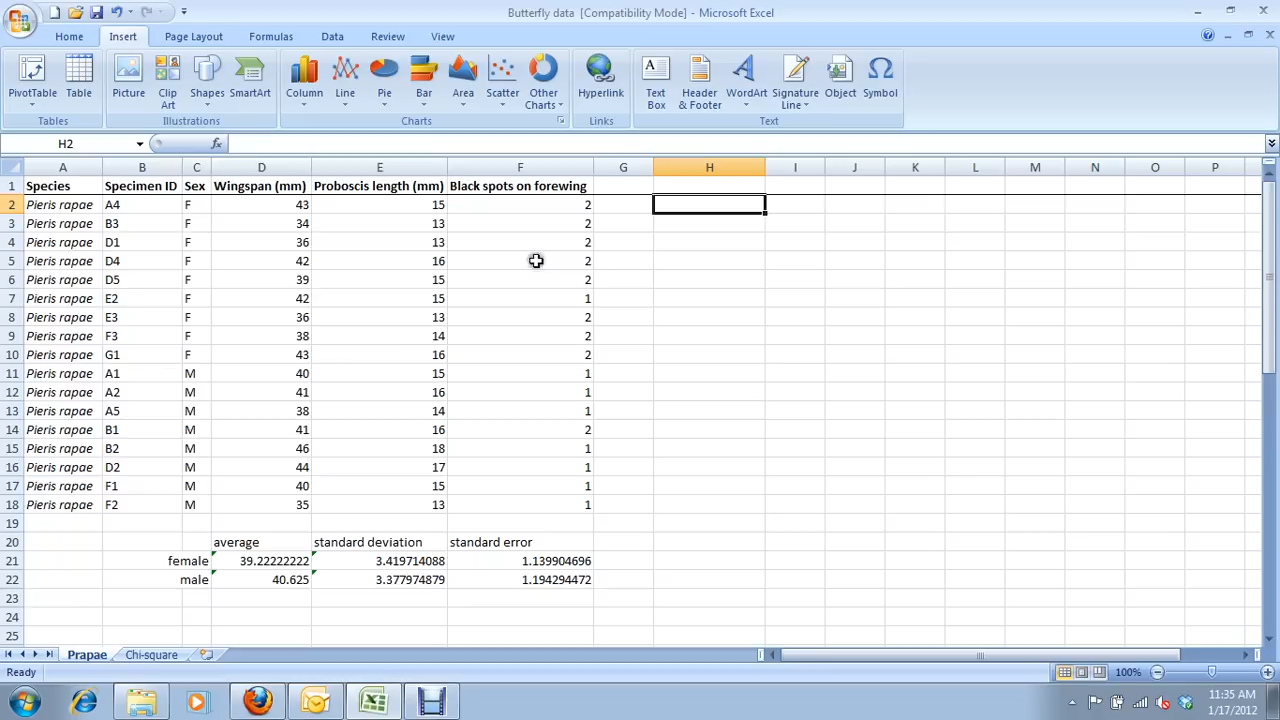 Butterfly data [Compatibility Mode] - Microsoft Excel
Home Insert Page Layout Formulas Data Review View
PivotTable Table Picture Clip Art Shapes SmartArt Column Line Pie Bar Area Scatter Other Charts Hyperlink Text Box Header & Footer WordArt Signature Line Object Symbol
Tables Illustrations Charts Links Text
H2 fx
A B C D E F G H I J K L M N O P
1 Species Specimen ID Sex Wingspan (mm) Proboscis length (mm) Black spots on forewing
2 Pieris rapae A4 F 43 15 2
3 Pieris rapae B3 F 34 13 2
4 Pieris rapae D1 F 36 13 2
5 Pieris rapae D4 F 42 16 2
6 Pieris rapae D5 F 39 15 2
7 Pieris rapae E2 F 42 15 1
8 Pieris rapae E3 F 36 13 2
9 Pieris rapae F3 F 38 14 2
10 Pieris rapae G1 F 43 16 2
11 Pieris rapae A1 M 40 15 1
12 Pieris rapae A2 M 41 16 1
13 Pieris rapae A5 M 38 14 1
14 Pieris rapae B1 M 41 16 2
15 Pieris rapae B2 M 46 18 1
16 Pieris rapae D2 M 44 17 1
17 Pieris rapae F1 M 40 15 1
18 Pieris rapae F2 M 35 13 1
19
20 average standard deviation standard error
21 female 39.22222222 3.419714088 1.139904696
22 male 40.625 3.377974879 1.194294472
23
24
25
Prapae Chi-square
Ready 100%
11:35 AM
1/17/2012